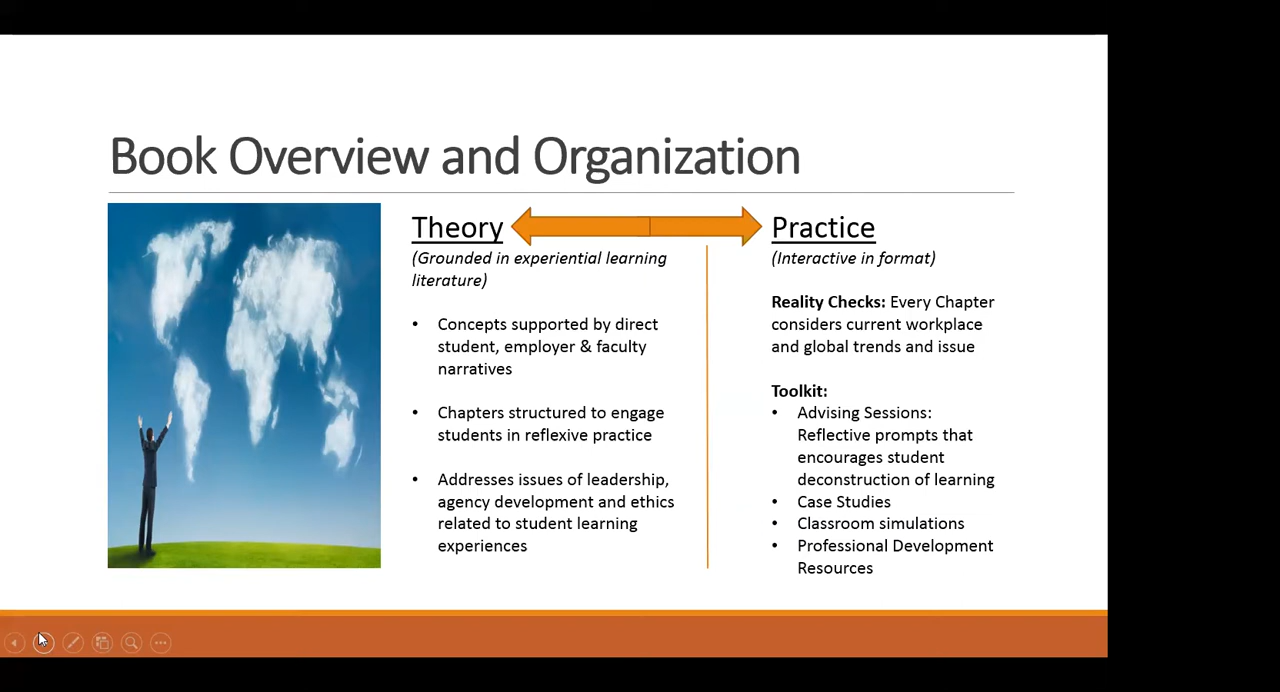 Book Overview and Organization
Theory
(Grounded in experiential learning
literature)
• Concepts supported by direct
student, employer & faculty
narratives
• Chapters structured to engage
students in reflexive practice
• Addresses issues of leadership,
agency development and ethics
related to student learning
experiences
Practice
(Interactive in format)
Reality Checks: Every Chapter
considers current workplace
and global trends and issue
Toolkit:
• Advising Sessions:
Reflective prompts that
encourages student
deconstruction of learning
• Case Studies
• Classroom simulations
• Professional Development
Resources